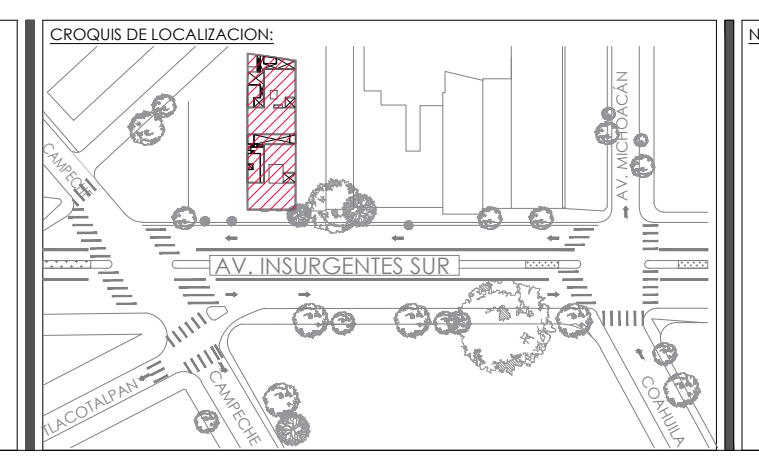 CROQUIS DE LOCALIZACION:
N
AV. MICHOACÁN
CAMPECHE
AV. INSURGENTES SUR
TLACOTALPAN
CAMPECHE
COAHUILA